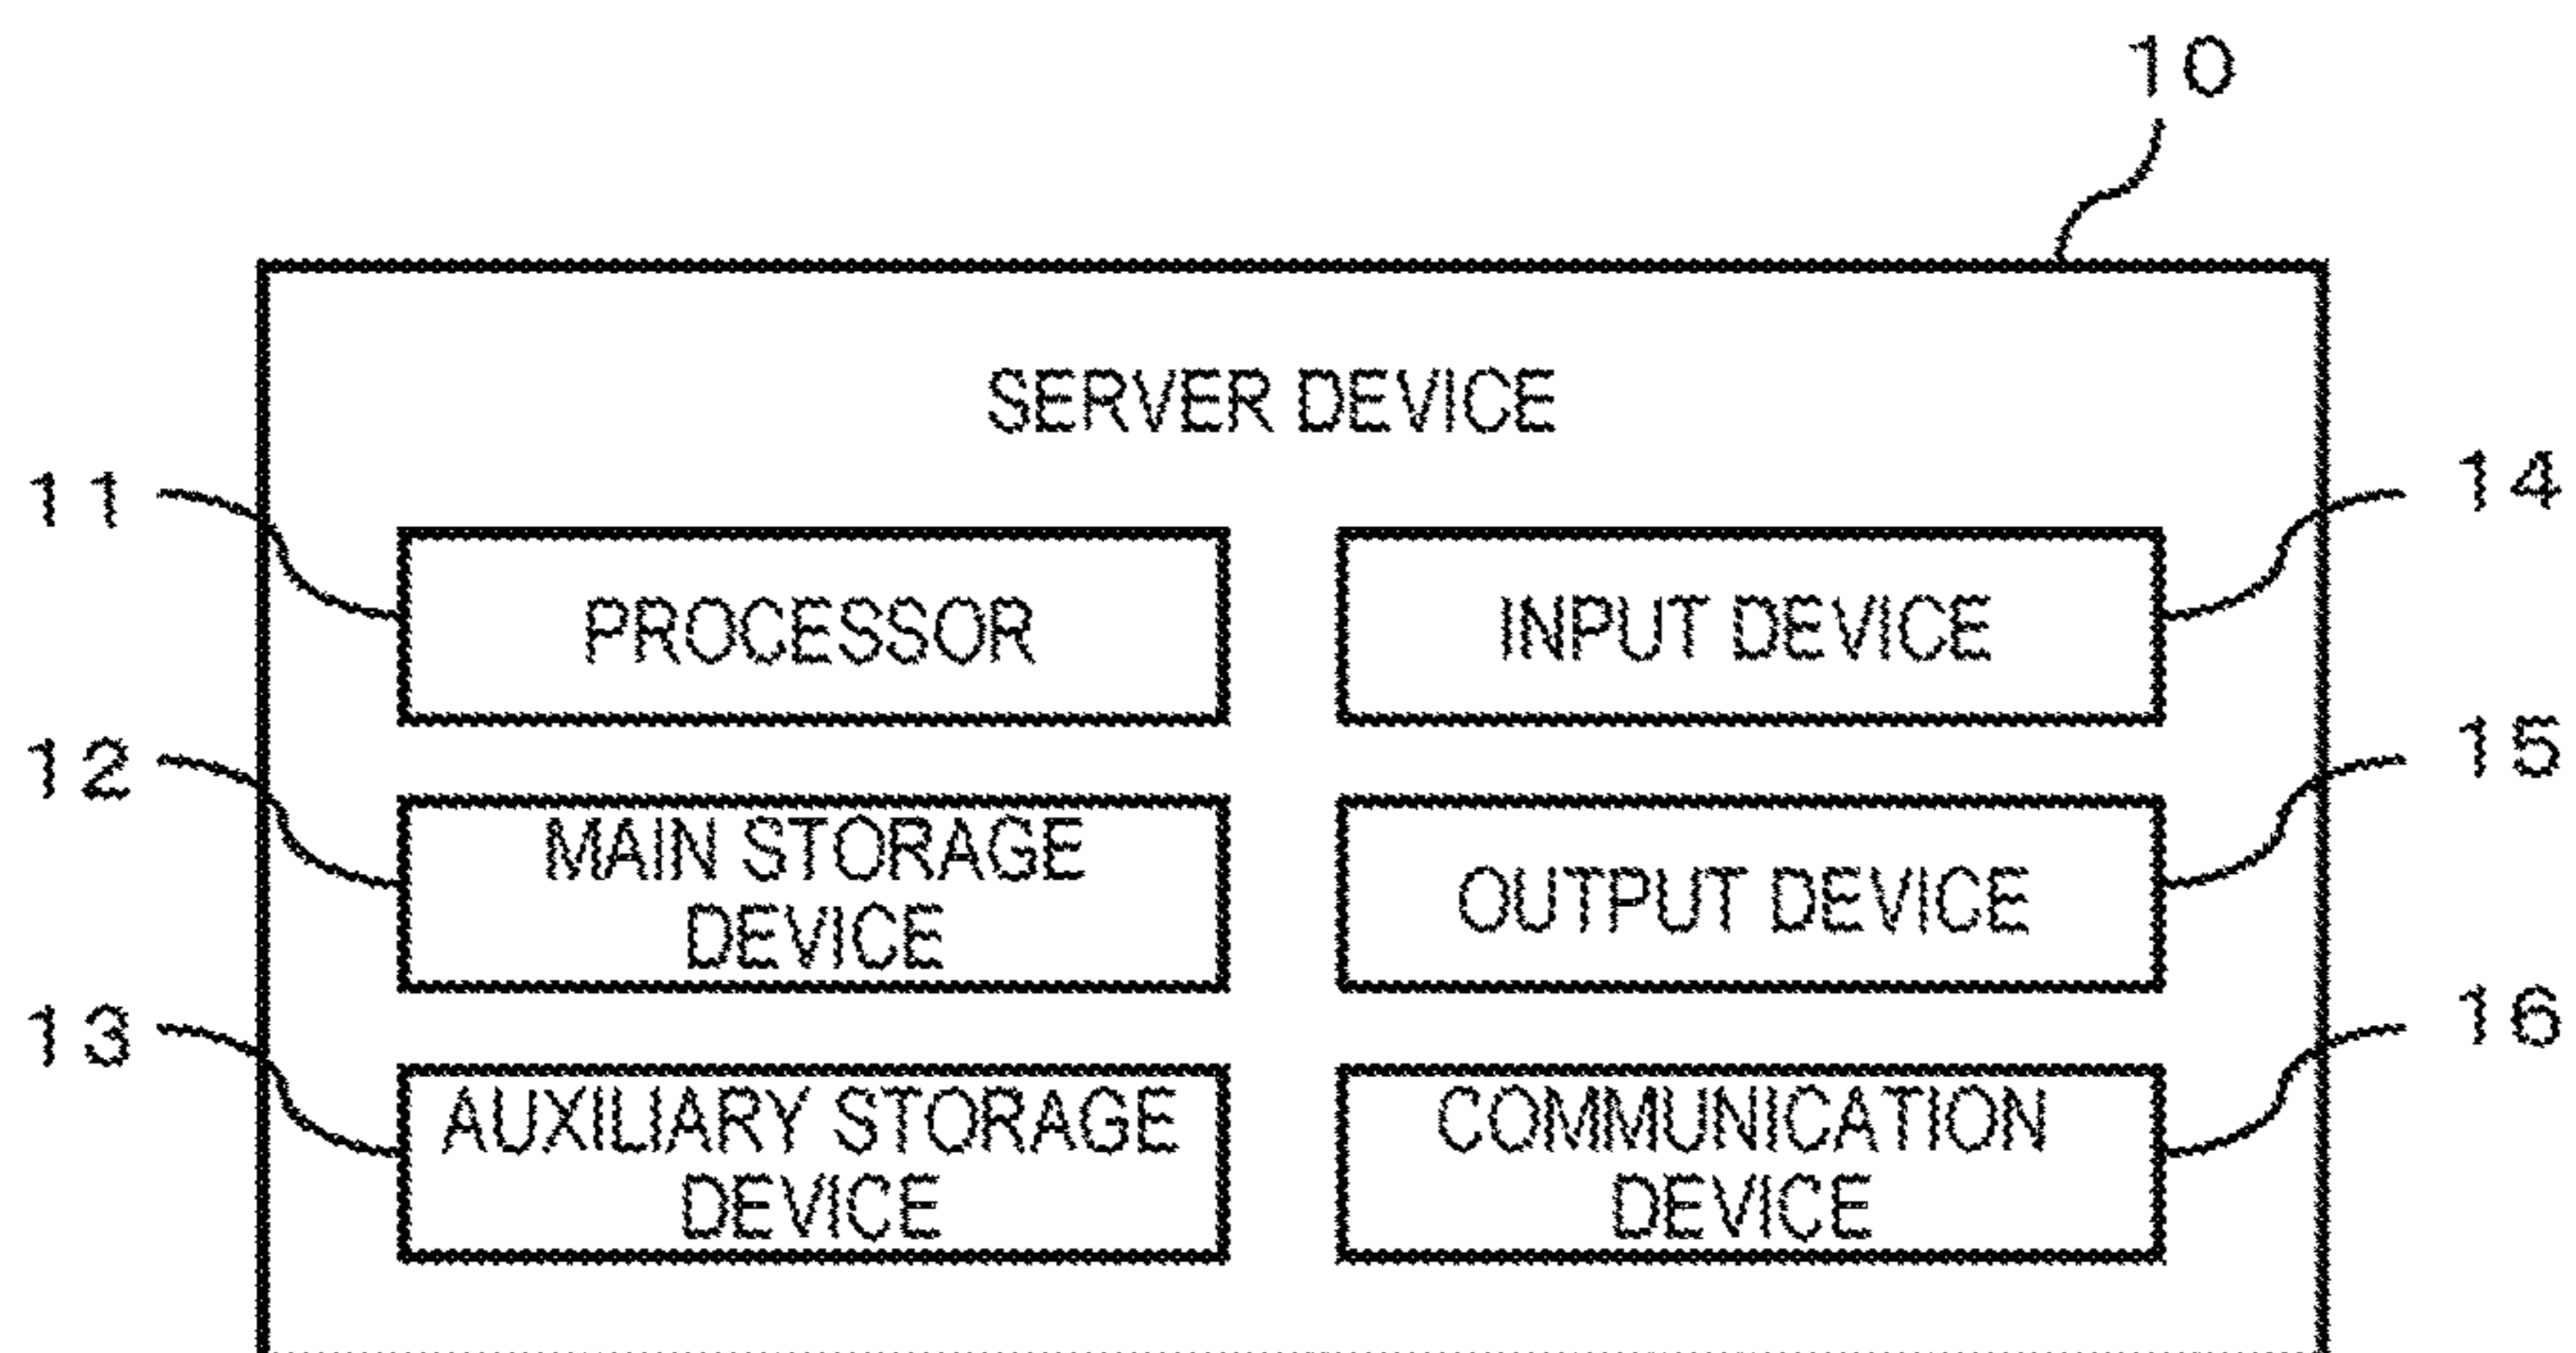 10
SERVER DEVICE
11
PROCESSOR
INPUT DEVICE
14
12
MAIN STORAGE
DEVICE
OUTPUT DEVICE
15
13
AUXILIARY STORAGE
DEVICE
COMMUNICATION
DEVICE
16